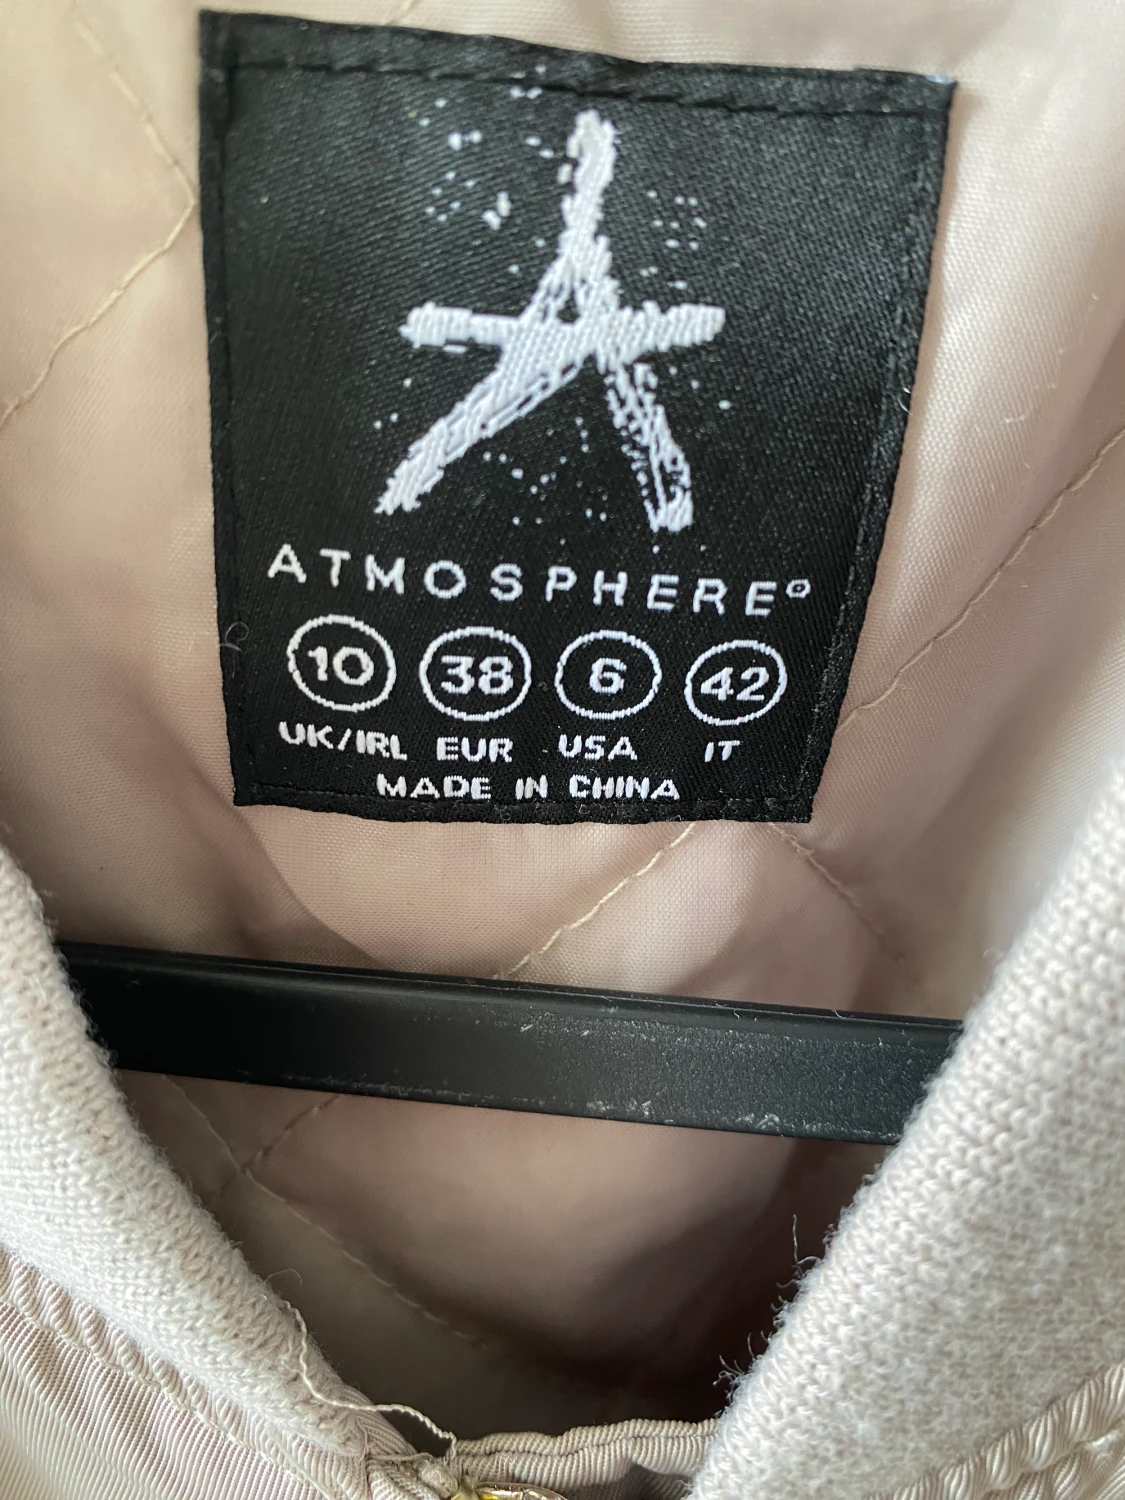 ATMOSPHERE®
10 38 6 42
UK/IRL EUR USA IT
MADE IN CHINA